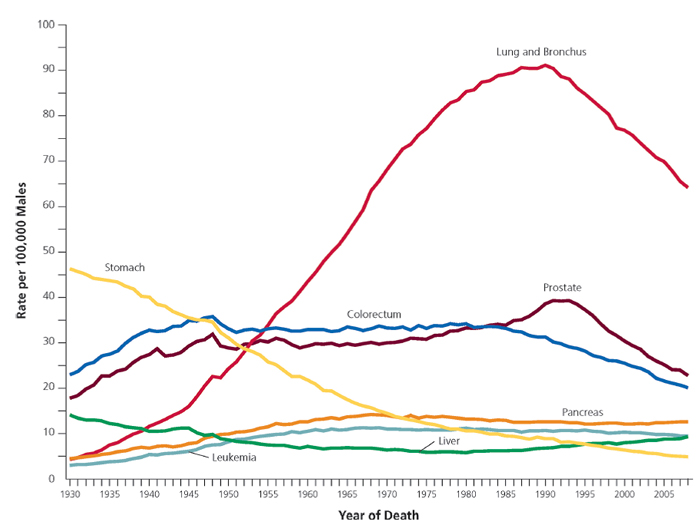 100
90
80
70
60
50
40
30
20
10
0
Rate per 100,000 Males
Lung and Bronchus
Stomach
Prostate
Colorectum
Pancreas
Liver
Leukemia
1930 1935 1940 1945 1950 1955 1960 1965 1970 1975 1980 1985 1990 1995 2000 2005
Year of Death